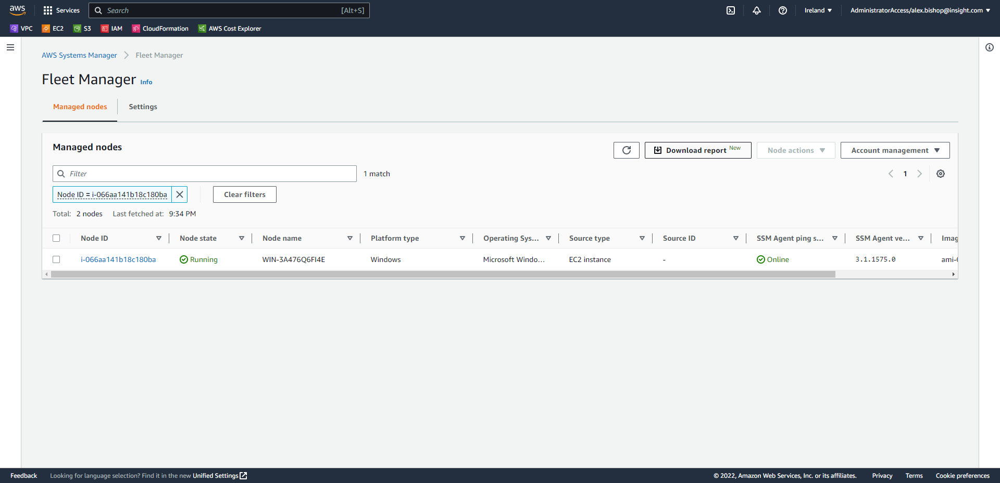 aws Services Search [Alt+S] Ireland AdministratorAccess/alex.bishop@insight.com
VPC EC2 S3 IAM CloudFormation AWS Cost Explorer
AWS Systems Manager Fleet Manager
Fleet Manager Info
Managed nodes Settings
Managed nodes
Download report New Node actions Account management
Filter 1 match 1
Node ID = i-066aa141b18c180ba Clear filters
Total: 2 nodes Last fetched at: 9:34 PM
Node ID Node state Node name Platform type Operating Sys... Source type Source ID SSM Agent ping s... SSM Agent ve... Imag
i-066aa141b18c180ba Running WIN-3A476Q6FI4E Windows Microsoft Windo... EC2 instance - Online 3.1.1575.0 ami-0
Feedback Looking for language selection? Find it in the new Unified Settings © 2022, Amazon Web Services, Inc. or its affiliates. Privacy Terms Cookie preferences